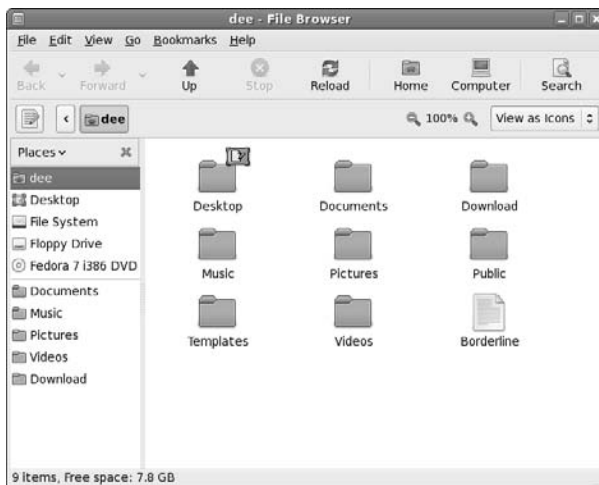 dee - File Browser
File Edit View Go Bookmarks Help
Back Forward Up Stop Reload Home Computer Search
dee 100% View as Icons
Places
dee
Desktop
File System
Floppy Drive
Fedora 7 i386 DVD
Documents
Music
Pictures
Videos
Download
Desktop Documents Download
Music Pictures Public
Templates Videos Borderline
9 items, Free space: 7.8 GB